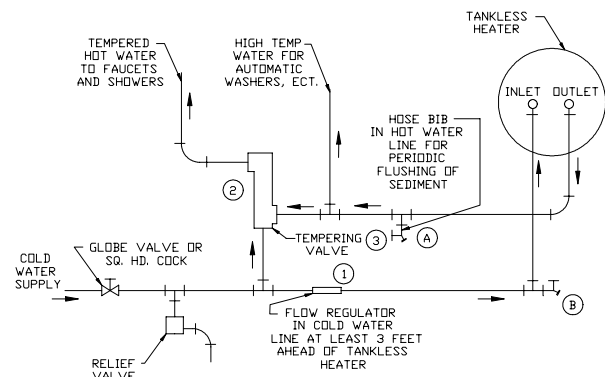 TANKLESS
HEATER
TEMPERED
HOT WATER
TO FAUCETS
AND SHOWERS
HIGH TEMP
WATER FOR
AUTOMATIC
WASHERS, ECT.
INLET
OUTLET
HOSE BIB
IN HOT WATER
LINE FOR
PERIODIC
FLUSHING OF
SEDIMENT
2
TEMPERING
VALVE
3
A
GLOBE VALVE OR
SQ. HD. COCK
COLD
WATER
SUPPLY
1
B
FLOW REGULATOR
IN COLD WATER
LINE AT LEAST 3 FEET
AHEAD OF TANKLESS
HEATER
RELIEF
VALVE